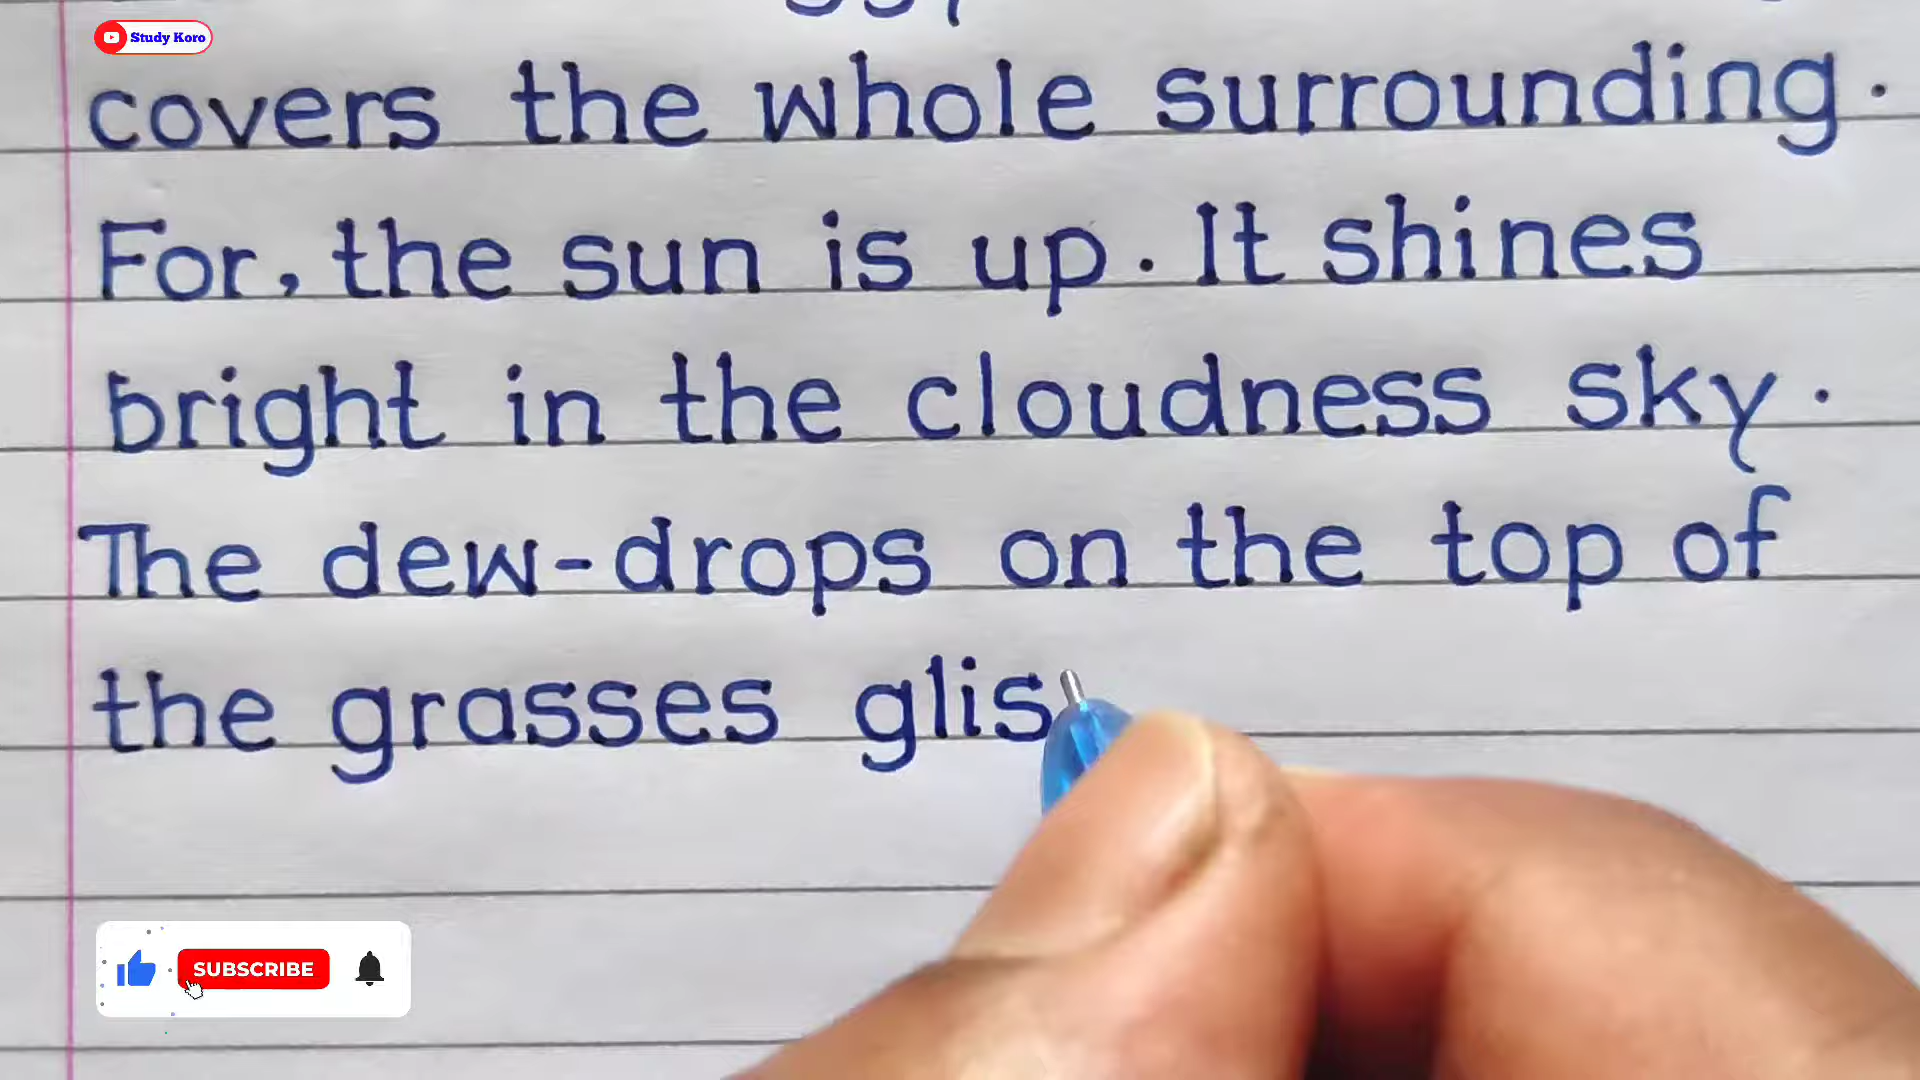 Study Koro
covers the whole surrounding.
For, the sun is up. It shines
bright in the cloudness sky.
The dew-drops on the top of
the grasses glis
SUBSCRIBE